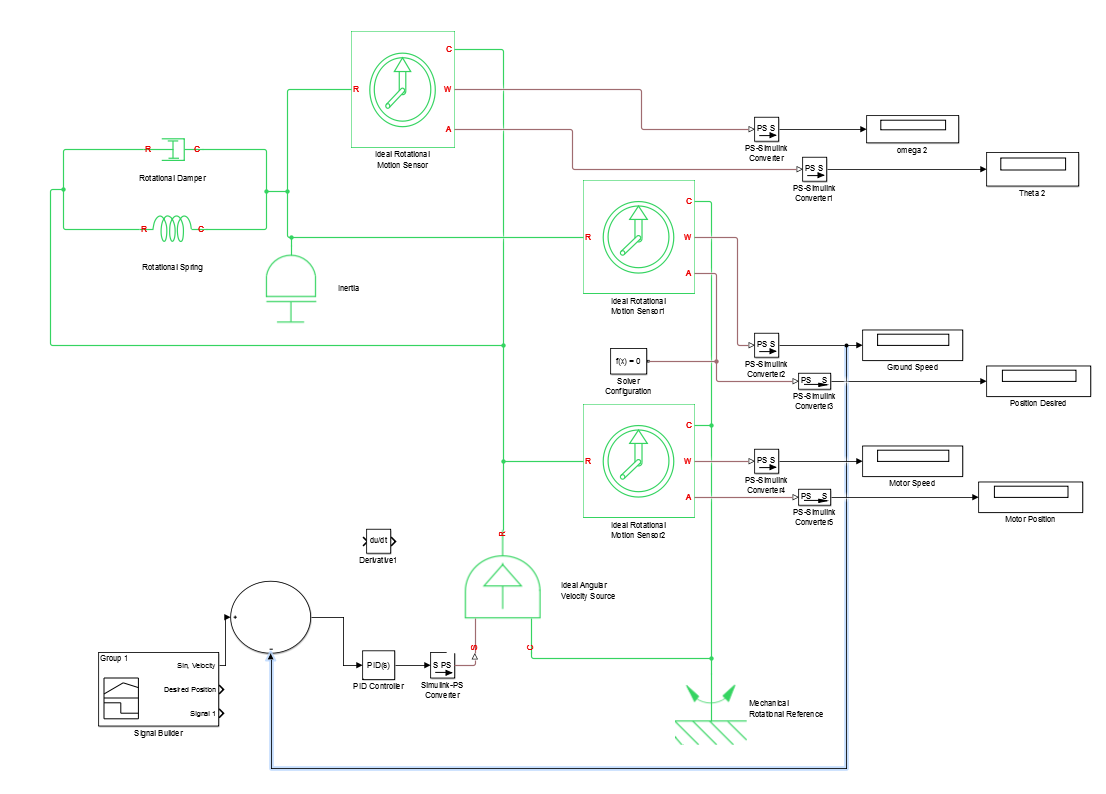 C
R
W
A
Ideal Rotational
Motion Sensor
PS S
PS-Simulink
Converter
omega 2
PS S
PS-Simulink
Converter1
Theta 2
R
C
Rotational Damper
R
C
Rotational Spring
Inertia
C
R
W
A
Ideal Rotational
Motion Sensor1
PS S
PS-Simulink
Converter2
Ground Speed
f(x) = 0
Solver
Configuration
PS S
PS-Simulink
Converter3
Position Desired
C
R
W
A
Ideal Rotational
Motion Sensor2
PS S
PS-Simulink
Converter4
Motor Speed
PS S
PS-Simulink
Converter5
Motor Position
R
du/dt
Derivative1
Ideal Angular
Velocity Source
S
C
+
-
Group 1
Sin, Velocity
Desired Position
Signal 1
Signal Builder
PID(s)
PID Controller
S PS
Simulink-PS
Converter
Mechanical
Rotational Reference